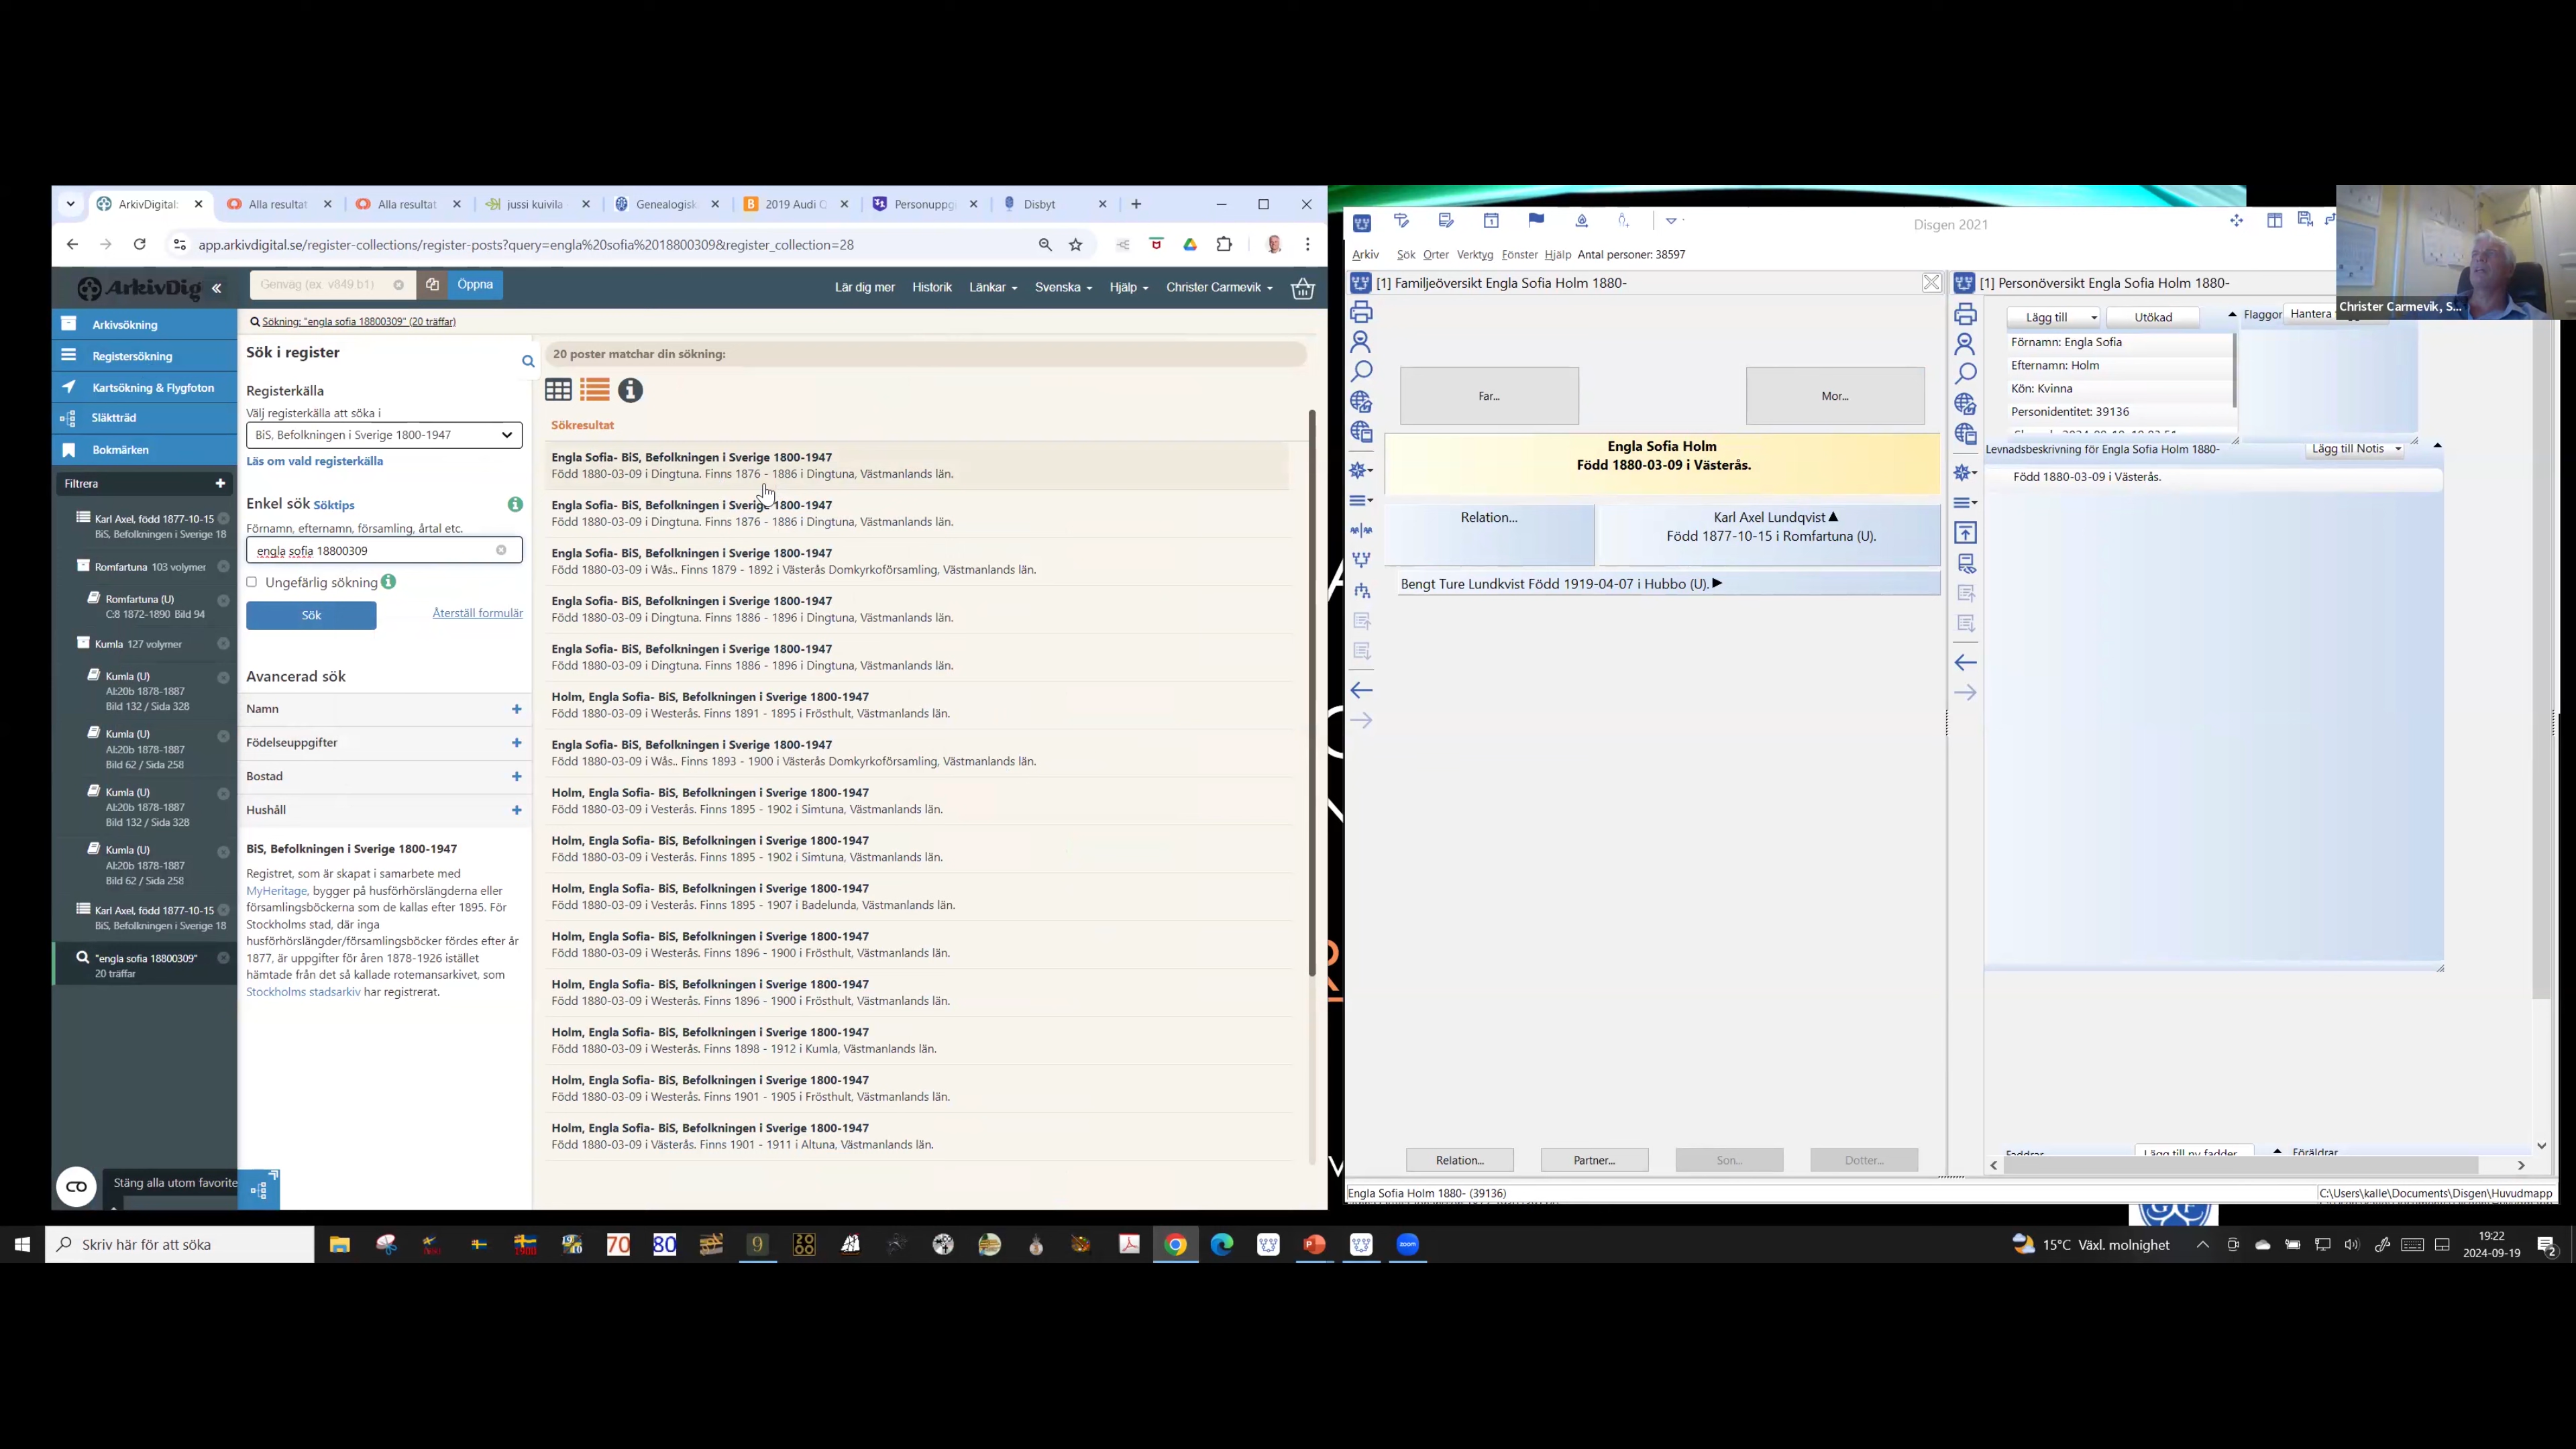 ArkivDigital:
Alla resultat
Alla resultat
jussi kuivila
Genealogisk
2019 Audi Q
Personuppgi
Disbyt
app.arkivdigital.se/register-collections/register-posts?query=engla%20sofia%2018800309&register_collection=28
ArkivDig
Genväg (ex. v849.b1)
Öppna
Lär dig mer
Historik
Länkar
Svenska
Hjälp
Christer Carmevik
Arkivsökning
Registersökning
Kartsökning & Flygfoton
Släktträd
Bokmärken
Filtrera
Karl Axel, född 1877-10-15
BiS, Befolkningen i Sverige 18
Romfartuna 103 volymer
Romfartuna (U)
C:8 1872-1890 Bild 94
Kumla 127 volymer
Kumla (U)
AI:20b 1878-1887
Bild 132 / Sida 328
Kumla (U)
AI:20b 1878-1887
Bild 62 / Sida 258
Kumla (U)
AI:20b 1878-1887
Bild 132 / Sida 328
Kumla (U)
AI:20b 1878-1887
Bild 62 / Sida 258
Karl Axel, född 1877-10-15
BiS, Befolkningen i Sverige 18
"engla sofia 18800309"
20 träffar
Stäng alla utom favorite
Sökning: "engla sofia 18800309" (20 träffar)
Sök i register
Registerkälla
Välj registerkälla att söka i
BiS, Befolkningen i Sverige 1800-1947
Läs om vald registerkälla
Enkel sök Söktips
Förnamn, efternamn, församling, årtal etc.
engla sofia 18800309
Ungefärlig sökning
Sök
Återställ formulär
Avancerad sök
Namn
Födelseuppgifter
Bostad
Hushåll
BiS, Befolkningen i Sverige 1800-1947
Registret, som är skapat i samarbete med
MyHeritage, bygger på husförhörslängderna eller
församlingsböckerna som de kallas efter 1895. För
Stockholms stad, där inga
husförhörslängder/församlingsböcker fördes efter år
1877, är uppgifter för åren 1878-1926 istället
hämtade från det så kallade rotemansarkivet, som
Stockholms stadsarkiv har registrerat.
20 poster matchar din sökning:
Sökresultat
Engla Sofia- BiS, Befolkningen i Sverige 1800-1947
Född 1880-03-09 i Dingtuna. Finns 1876 - 1886 i Dingtuna, Västmanlands län.
Engla Sofia- BiS, Befolkningen i Sverige 1800-1947
Född 1880-03-09 i Dingtuna. Finns 1876 - 1886 i Dingtuna, Västmanlands län.
Engla Sofia- BiS, Befolkningen i Sverige 1800-1947
Född 1880-03-09 i Wås.. Finns 1879 - 1892 i Västerås Domkyrkoförsamling, Västmanlands län.
Engla Sofia- BiS, Befolkningen i Sverige 1800-1947
Född 1880-03-09 i Dingtuna. Finns 1886 - 1896 i Dingtuna, Västmanlands län.
Engla Sofia- BiS, Befolkningen i Sverige 1800-1947
Född 1880-03-09 i Dingtuna. Finns 1886 - 1896 i Dingtuna, Västmanlands län.
Holm, Engla Sofia- BiS, Befolkningen i Sverige 1800-1947
Född 1880-03-09 i Westerås. Finns 1891 - 1895 i Frösthult, Västmanlands län.
Engla Sofia- BiS, Befolkningen i Sverige 1800-1947
Född 1880-03-09 i Wås.. Finns 1893 - 1900 i Västerås Domkyrkoförsamling, Västmanlands län.
Holm, Engla Sofia- BiS, Befolkningen i Sverige 1800-1947
Född 1880-03-09 i Vesterås. Finns 1895 - 1902 i Simtuna, Västmanlands län.
Holm, Engla Sofia- BiS, Befolkningen i Sverige 1800-1947
Född 1880-03-09 i Vesterås. Finns 1895 - 1902 i Simtuna, Västmanlands län.
Holm, Engla Sofia- BiS, Befolkningen i Sverige 1800-1947
Född 1880-03-09 i Vesterås. Finns 1895 - 1907 i Badelunda, Västmanlands län.
Holm, Engla Sofia- BiS, Befolkningen i Sverige 1800-1947
Född 1880-03-09 i Westerås. Finns 1896 - 1900 i Frösthult, Västmanlands län.
Holm, Engla Sofia- BiS, Befolkningen i Sverige 1800-1947
Född 1880-03-09 i Westerås. Finns 1896 - 1900 i Frösthult, Västmanlands län.
Holm, Engla Sofia- BiS, Befolkningen i Sverige 1800-1947
Född 1880-03-09 i Westerås. Finns 1898 - 1912 i Kumla, Västmanlands län.
Holm, Engla Sofia- BiS, Befolkningen i Sverige 1800-1947
Född 1880-03-09 i Westerås. Finns 1901 - 1905 i Frösthult, Västmanlands län.
Holm, Engla Sofia- BiS, Befolkningen i Sverige 1800-1947
Född 1880-03-09 i Västerås. Finns 1901 - 1911 i Altuna, Västmanlands län.
Disgen 2021
Arkiv Sök Orter Verktyg Fönster Hjälp Antal personer: 38597
[1] Familjeöversikt Engla Sofia Holm 1880-
Far...
Mor...
Engla Sofia Holm
Född 1880-03-09 i Västerås.
Relation...
Karl Axel Lundqvist
Född 1877-10-15 i Romfartuna (U).
Bengt Ture Lundkvist Född 1919-04-07 i Hubbo (U).
Relation...
Partner...
Son...
Dotter...
Engla Sofia Holm 1880- (39136)
[1] Personöversikt Engla Sofia Holm 1880-
Lägg till
Utökad
Flaggor
Hantera
Förnamn: Engla Sofia
Efternamn: Holm
Kön: Kvinna
Personidentitet: 39136
Levnadsbeskrivning för Engla Sofia Holm 1880-
Lägg till Notis
Född 1880-03-09 i Västerås.
Faddrar
Lägg till ny fadder
Föräldrar
C:\Users\kalle\Documents\Disgen\Huvudmapp
Christer Carmevik, S...
Skriv här för att söka
70
80
9
zoom
15°C Växl. molnighet
19:22
2024-09-19
2